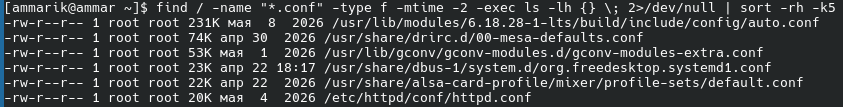 [ammarik@ammar ~]$ find / -name "*.conf" -type f -mtime -2 -exec ls -lh {} \; 2>/dev/null | sort -rh -k5
-rw-r--r-- 1 root root 231K мая  8  2026 /usr/lib/modules/6.18.28-1-lts/build/include/config/auto.conf
-rw-r--r-- 1 root root 74K апр 30  2026 /usr/share/drirc.d/00-mesa-defaults.conf
-rw-r--r-- 1 root root 53K мая  1  2026 /usr/lib/gconv/gconv-modules.d/gconv-modules-extra.conf
-rw-r--r-- 1 root root 23K апр 22 18:17 /usr/share/dbus-1/system.d/org.freedesktop.systemd1.conf
-rw-r--r-- 1 root root 22K апр 22  2026 /usr/share/alsa-card-profile/mixer/profile-sets/default.conf
-rw-r--r-- 1 root root 20K мая  4  2026 /etc/httpd/conf/httpd.conf